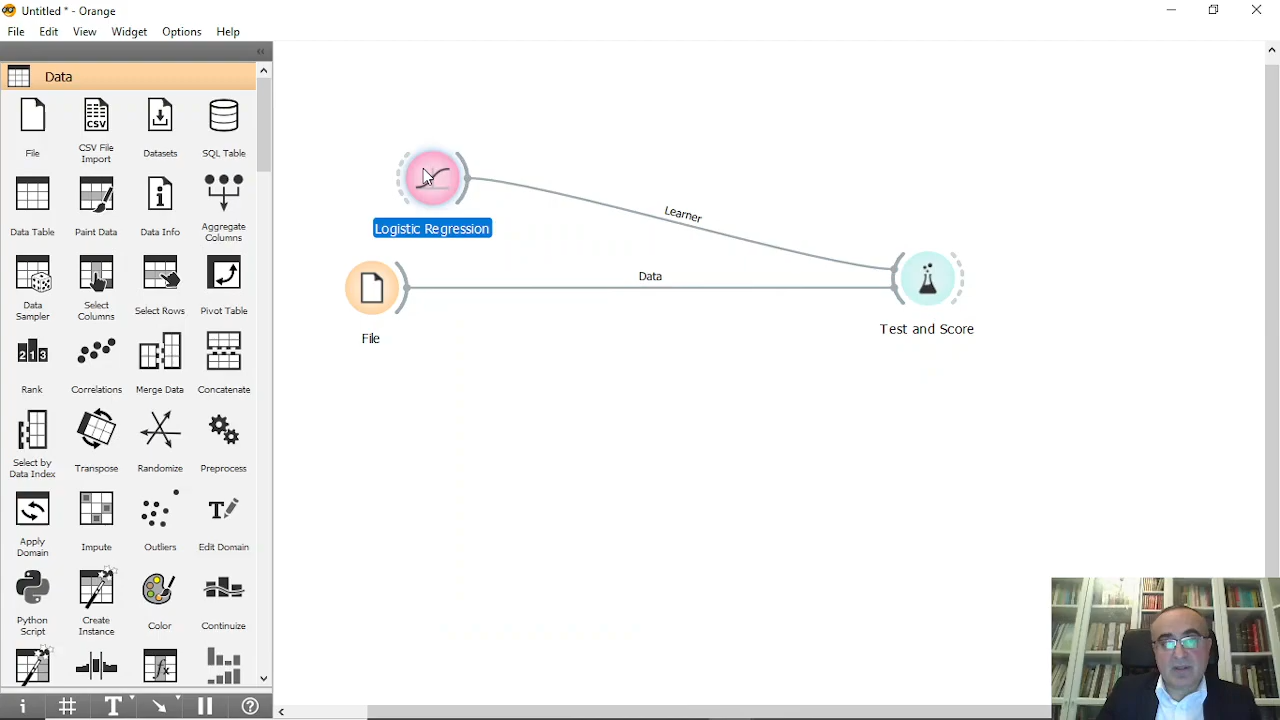 Untitled * - Orange
File Edit View Widget Options Help
Data
File
CSV File
Import
Datasets
SQL Table
Data Table
Paint Data
Data Info
Aggregate
Columns
Data
Sampler
Select
Columns
Select Rows
Pivot Table
Rank
Correlations
Merge Data
Concatenate
Select by
Data Index
Transpose
Randomize
Preprocess
Apply
Domain
Impute
Outliers
Edit Domain
Python
Script
Create
Instance
Color
Continuize
Logistic Regression
Learner
Data
File
Test and Score